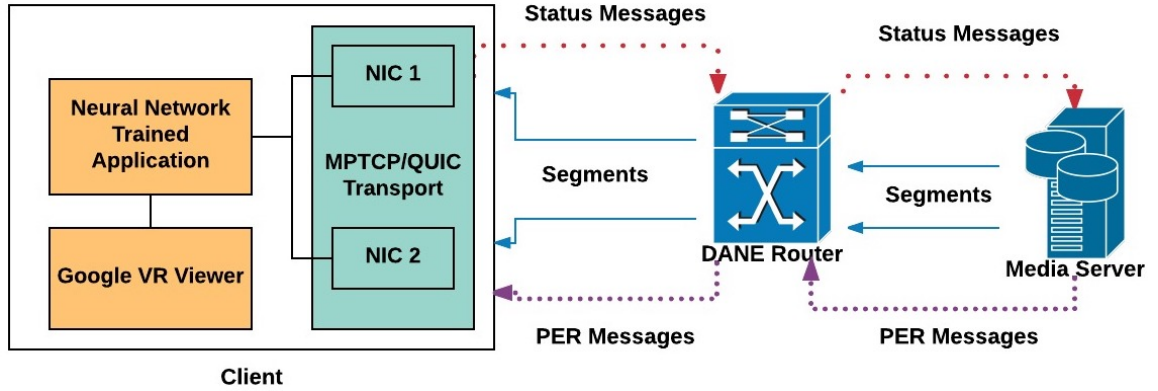 Status Messages
Status Messages
NIC 1
Neural Network
Trained
Application
MPTCP/QUIC
Transport
Segments
Segments
NIC 2
Google VR Viewer
DANE Router
Media Server
PER Messages
PER Messages
Client